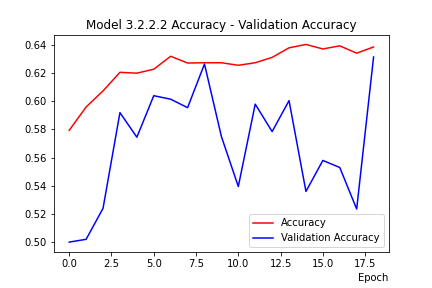 Model 3.2.2.2 Accuracy - Validation Accuracy
0.64
0.62
0.60
0.58
0.56
0.54
0.52
0.50
Accuracy
Validation Accuracy
0.0 2.5 5.0 7.5 10.0 12.5 15.0 17.5
Epoch